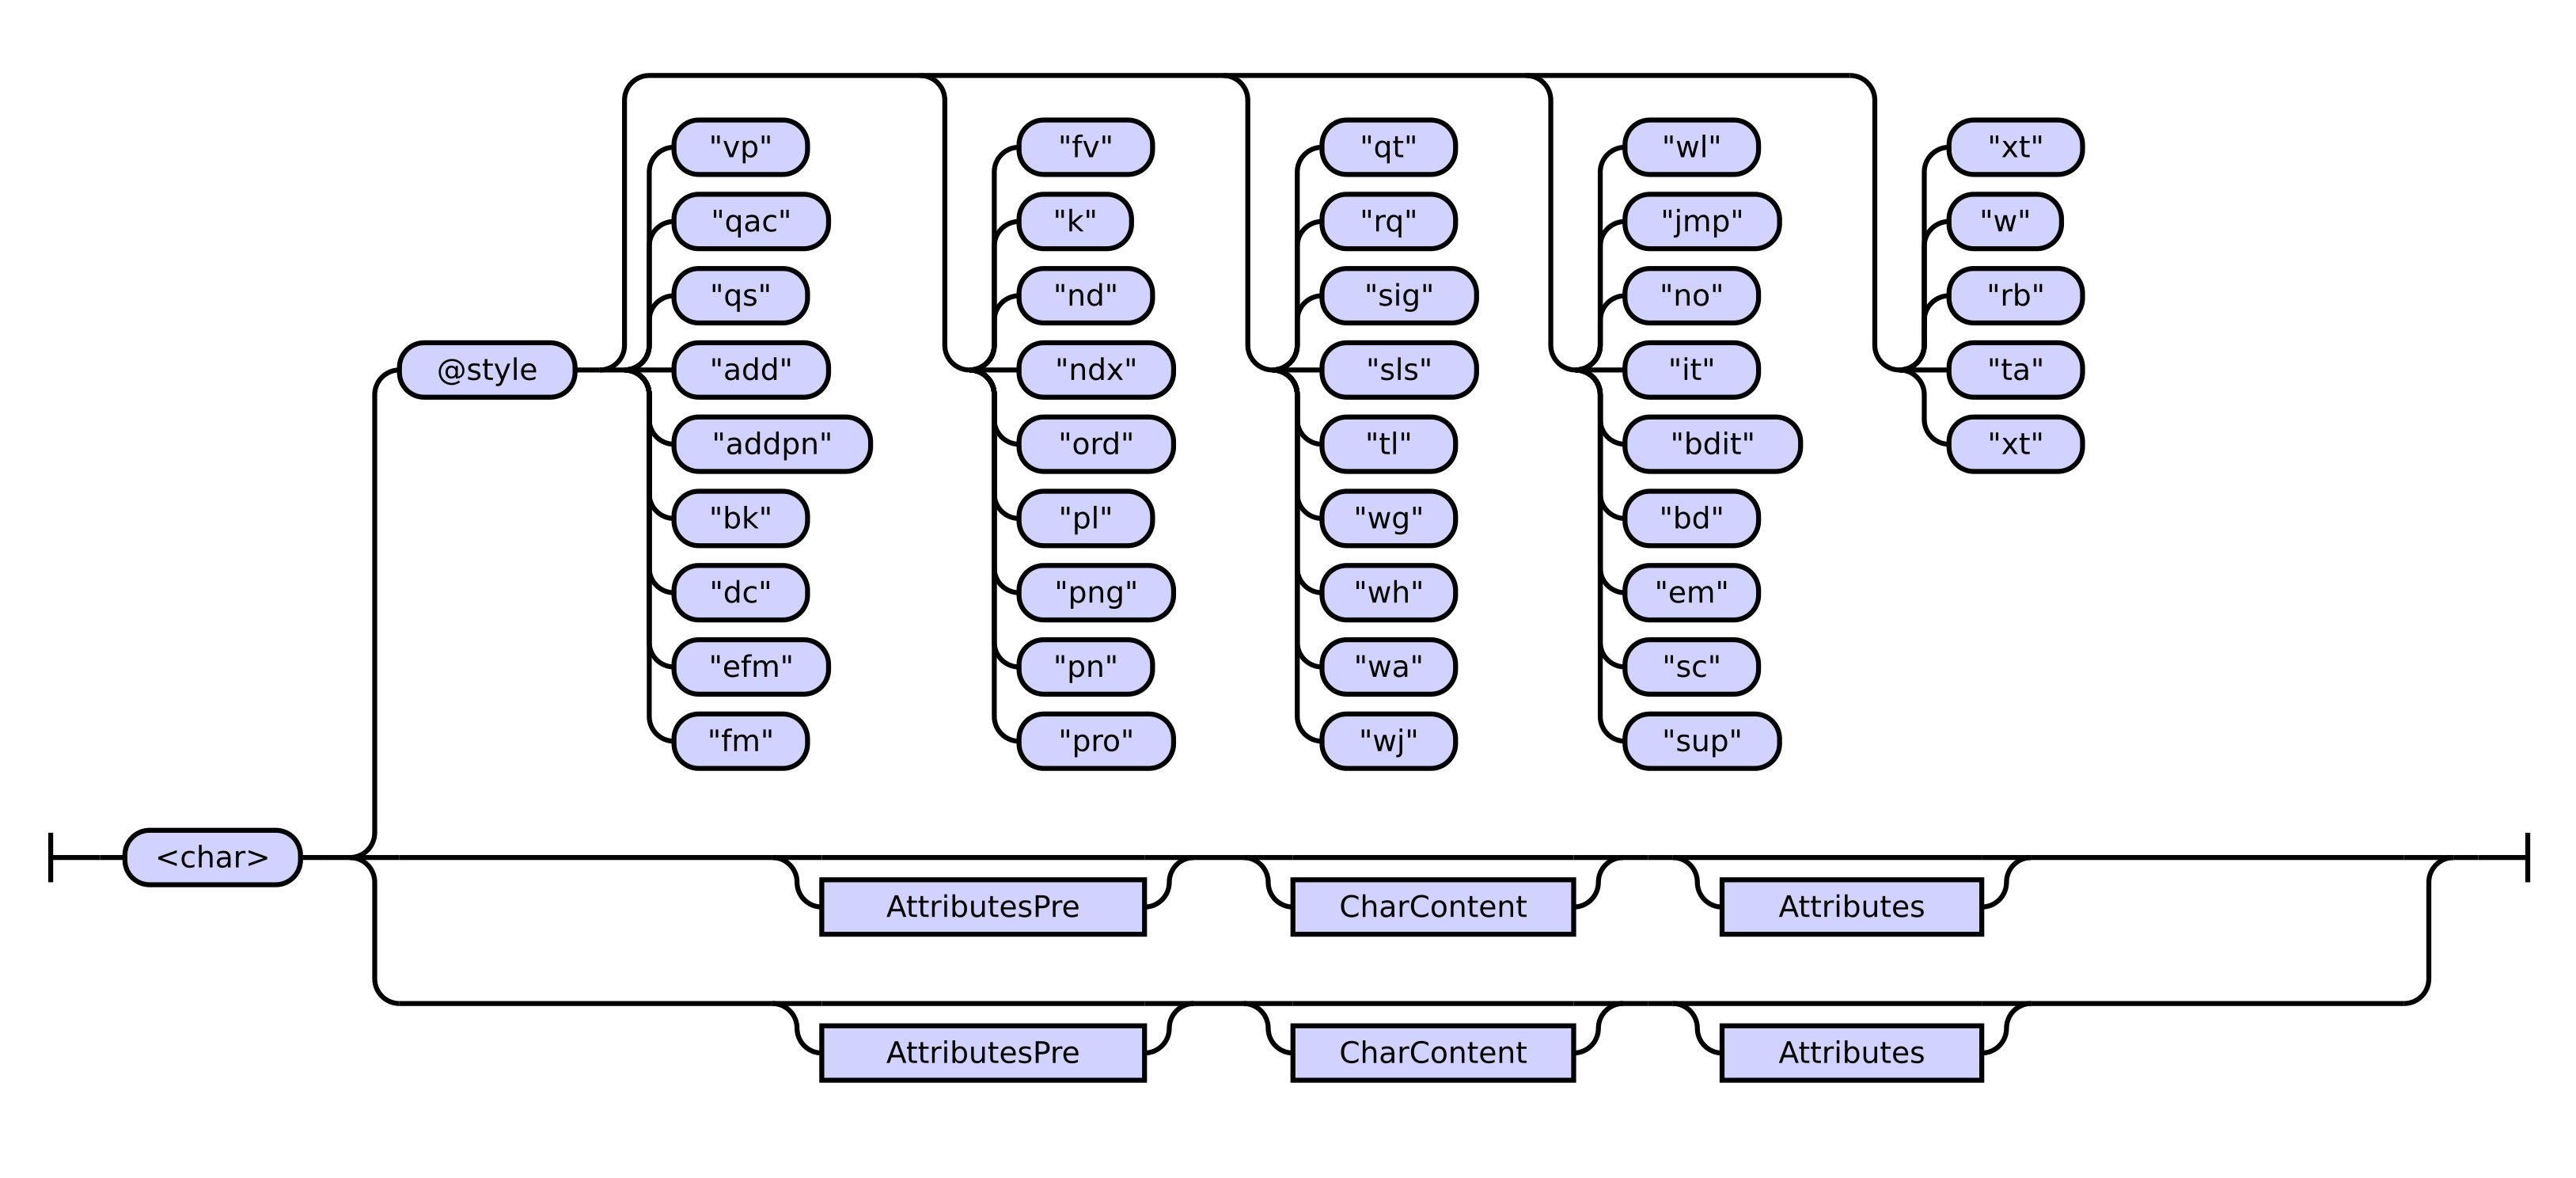 "vp"
"qac"
"qs"
@style
"add"
"addpn"
"bk"
"dc"
"efm"
"fm"
"fv"
"k"
"nd"
"ndx"
"ord"
"pl"
"png"
"pn"
"pro"
"qt"
"rq"
"sig"
"sls"
"tl"
"wg"
"wh"
"wa"
"wj"
"wl"
"jmp"
"no"
"it"
"bdit"
"bd"
"em"
"sc"
"sup"
"xt"
"w"
"rb"
"ta"
"xt"
<char>
AttributesPre
CharContent
Attributes
AttributesPre
CharContent
Attributes